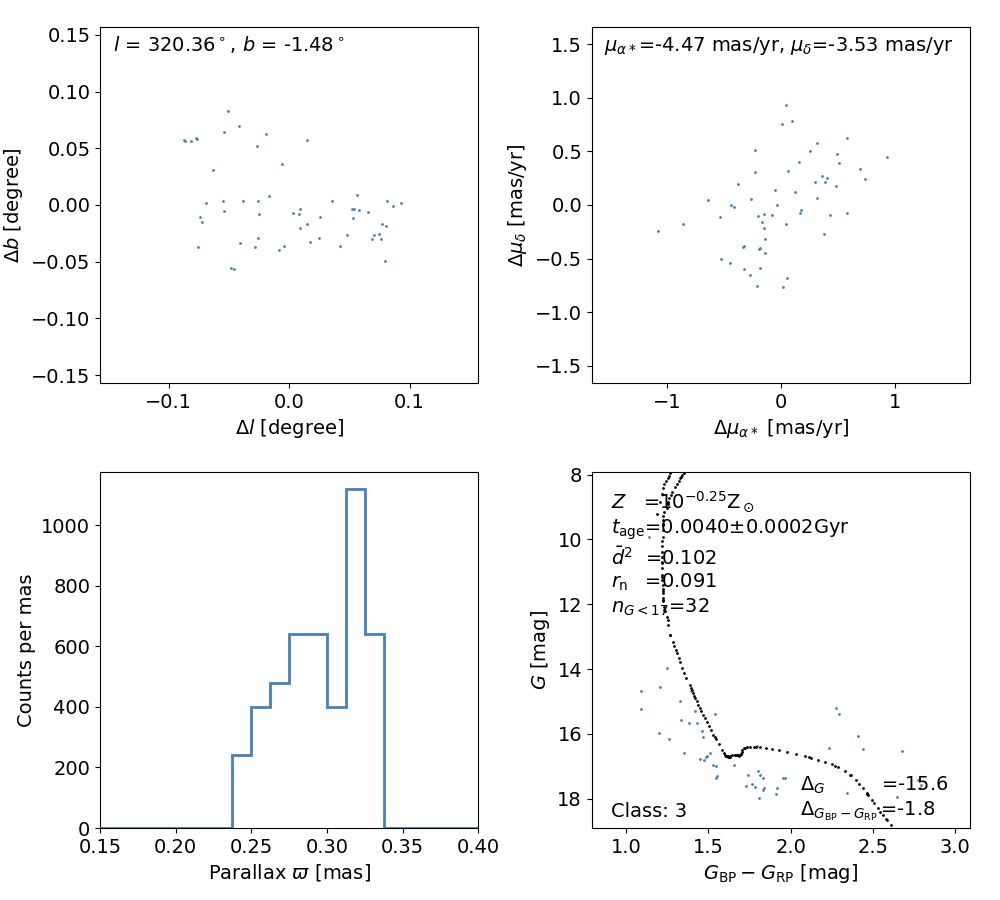 l = 320.36°, b = -1.48°
0.15
0.10
0.05
0.00
−0.05
−0.10
−0.15
Δb [degree]
−0.1 0.0 0.1
Δl [degree]
μα*=-4.47 mas/yr, μδ=-3.53 mas/yr
1.5
1.0
0.5
0.0
−0.5
−1.0
−1.5
Δμδ [mas/yr]
−1 0 1
Δμα* [mas/yr]
1000
800
600
400
200
0
Counts per mas
0.15 0.20 0.25 0.30 0.35 0.40
Parallax ϖ [mas]
8
10
12
14
16
18
G [mag]
Z =10^−0.25 Z⊙
t_age=0.0040±0.0002Gyr
d̄² =0.102
r_n =0.091
n_G<17=32
Δ_G =-15.6
Δ_GBP−GRP=-1.8
Class: 3
1.0 1.5 2.0 2.5 3.0
G_BP − G_RP [mag]